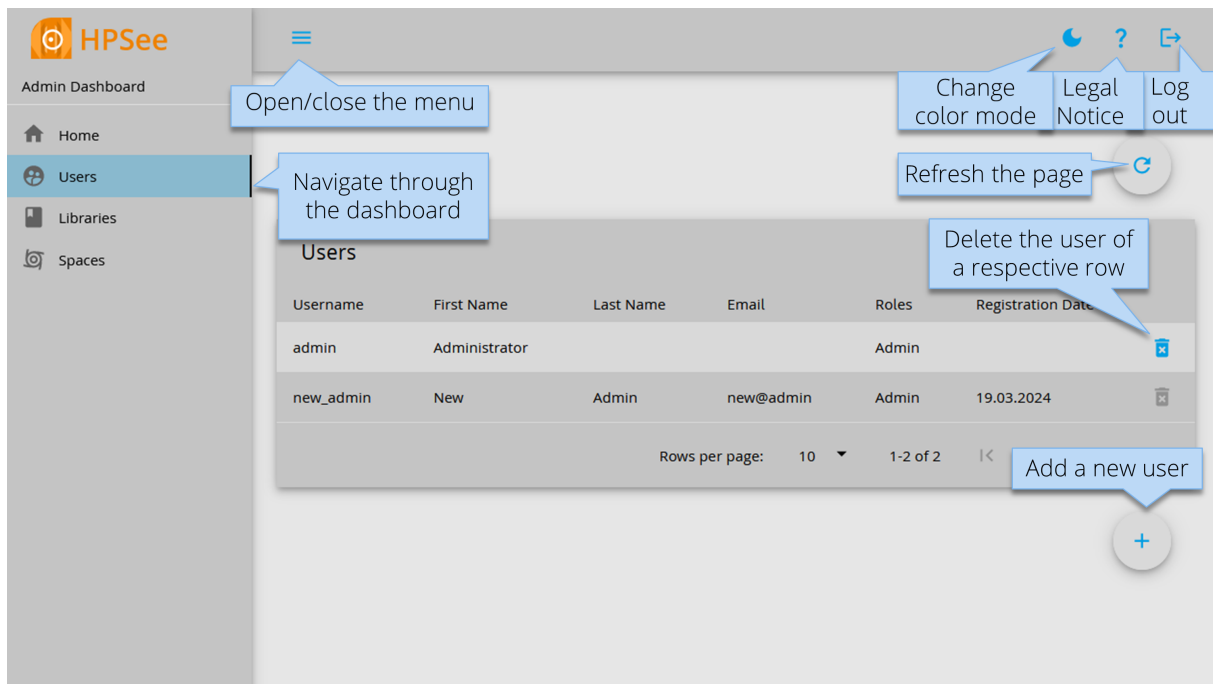 HPSee
?
Admin Dashboard
Open/close the menu
Change
color mode
Legal
Notice
Log
out
Home
Users
Libraries
Spaces
Navigate through
the dashboard
Refresh the page
Users
Delete the user of
a respective row
Username First Name Last Name Email Roles Registration Date
admin Administrator Admin
new_admin New Admin new@admin Admin 19.03.2024
Rows per page: 10 1-2 of 2
Add a new user
+